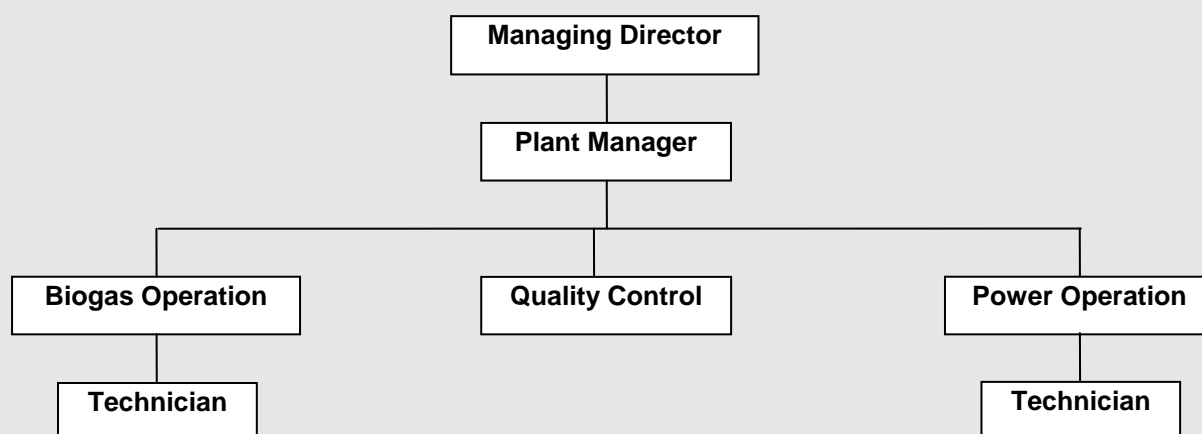 Managing Director
Plant Manager
Biogas Operation
Quality Control
Power Operation
Technician
Technician